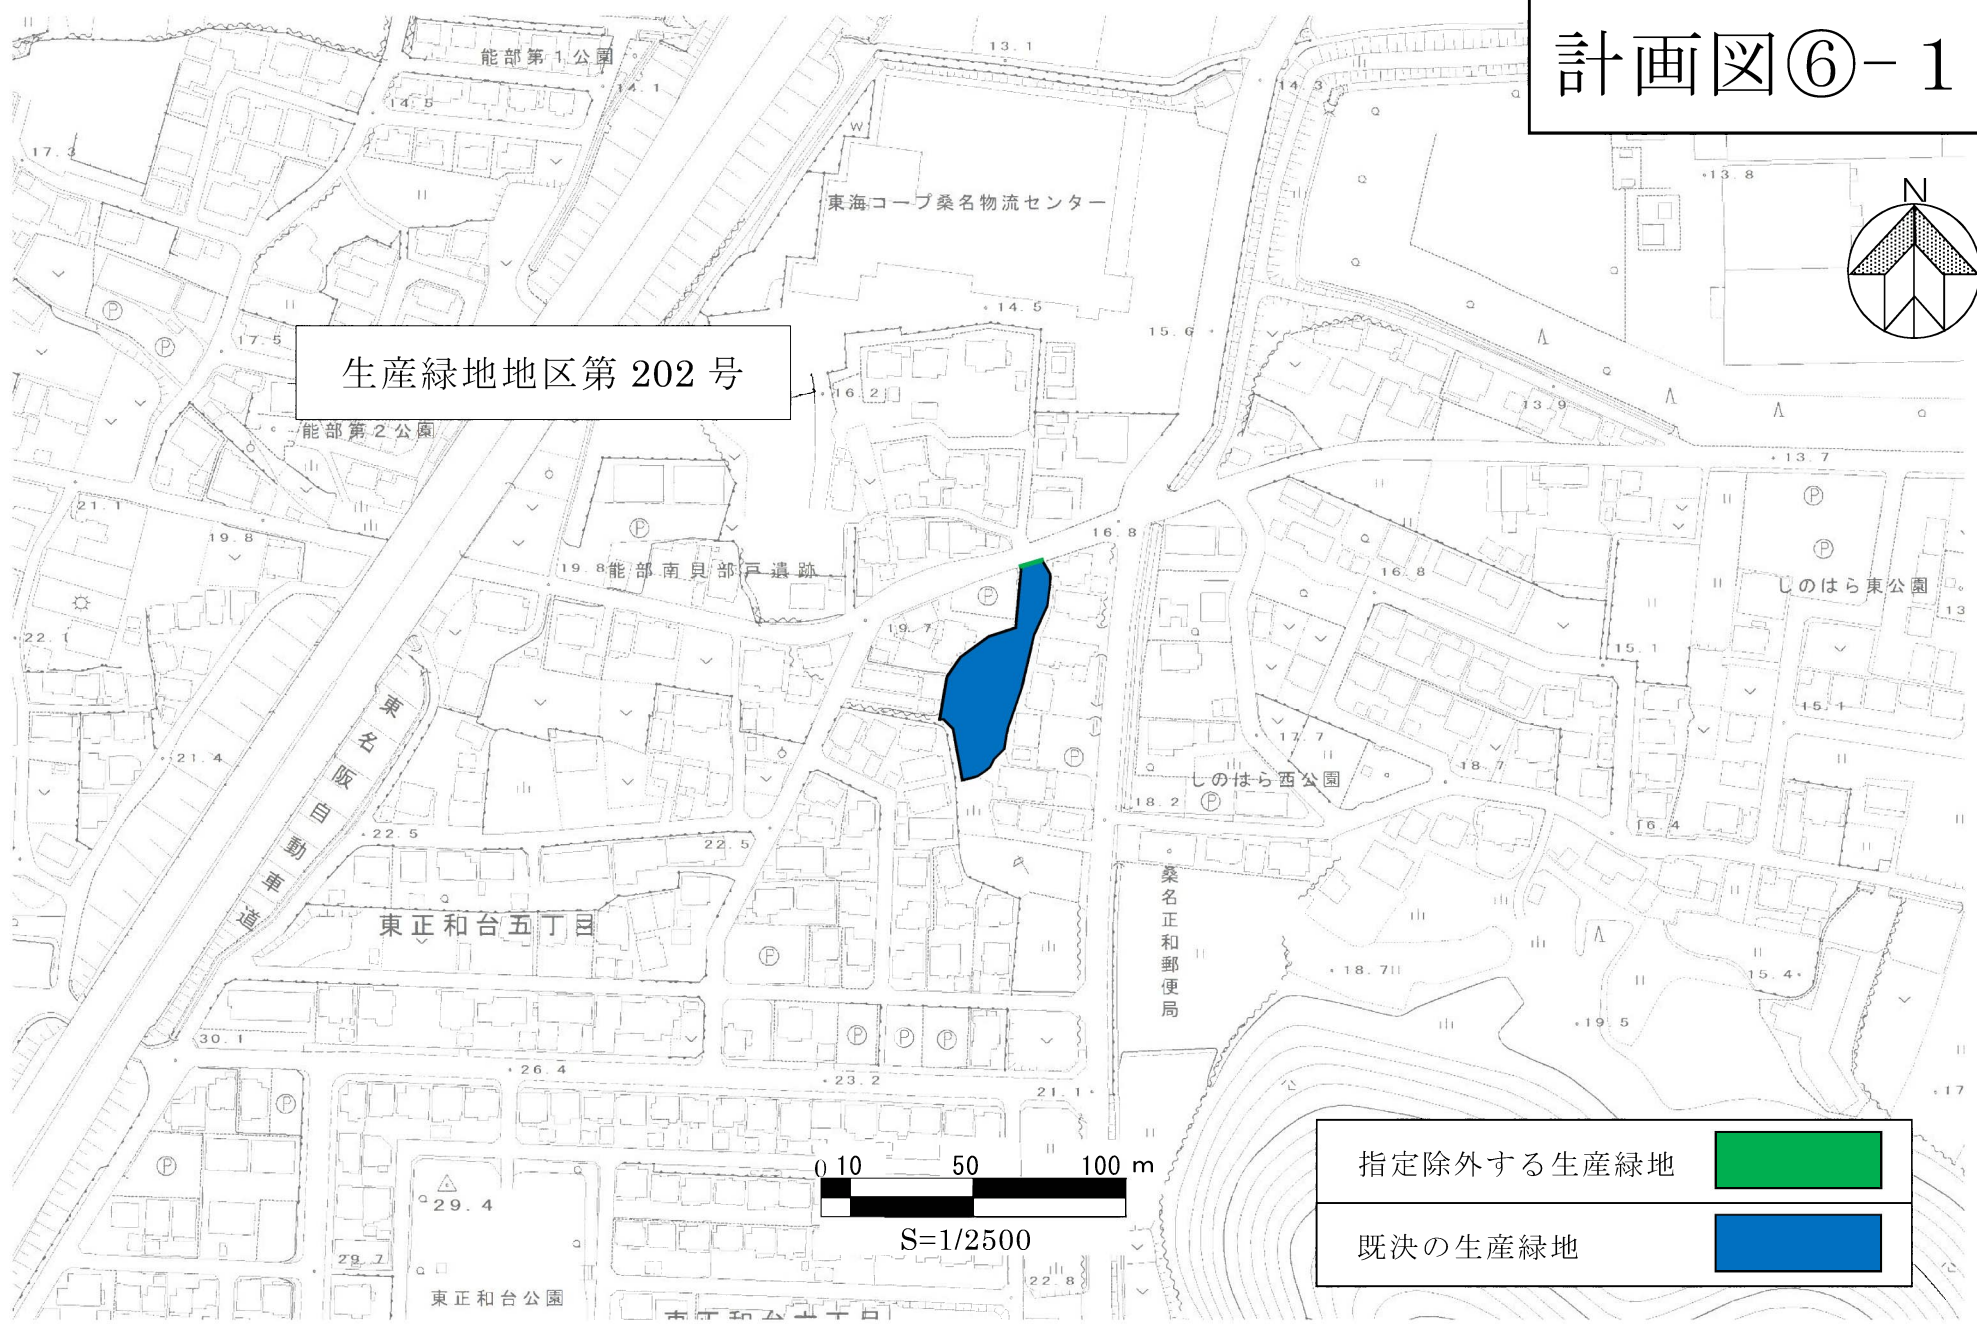 計画図⑥-1
能部第1公園
13.1
14.5
14.1
14.3
W
17.3
13.8
N
東海コープ桑名物流センター
P
14.5
15.6
P
17.5
生産緑地地区第 202 号
16.2
13.9
能部第2公園
13.7
P
21.1
P
16.8
19.8
P
19.8
能部南貝部戸遺跡
16.8
しのはら東公園
P
13
22.1
19.7
15.1
東名阪自動車道
15.1
17.7
21.4
P
18.7
しのはら西公園
18.2
P
22.5
16.4
22.5
桑名正和郵便局
東正和台五丁目
P
18.7
15.4
19.5
30.1
P
P
P
26.4
23.2
21.1
17
P
P
29.4
0 10 50 100 m
S=1/2500
指定除外する生産緑地
既決の生産緑地
29.7
22.8
東正和台公園